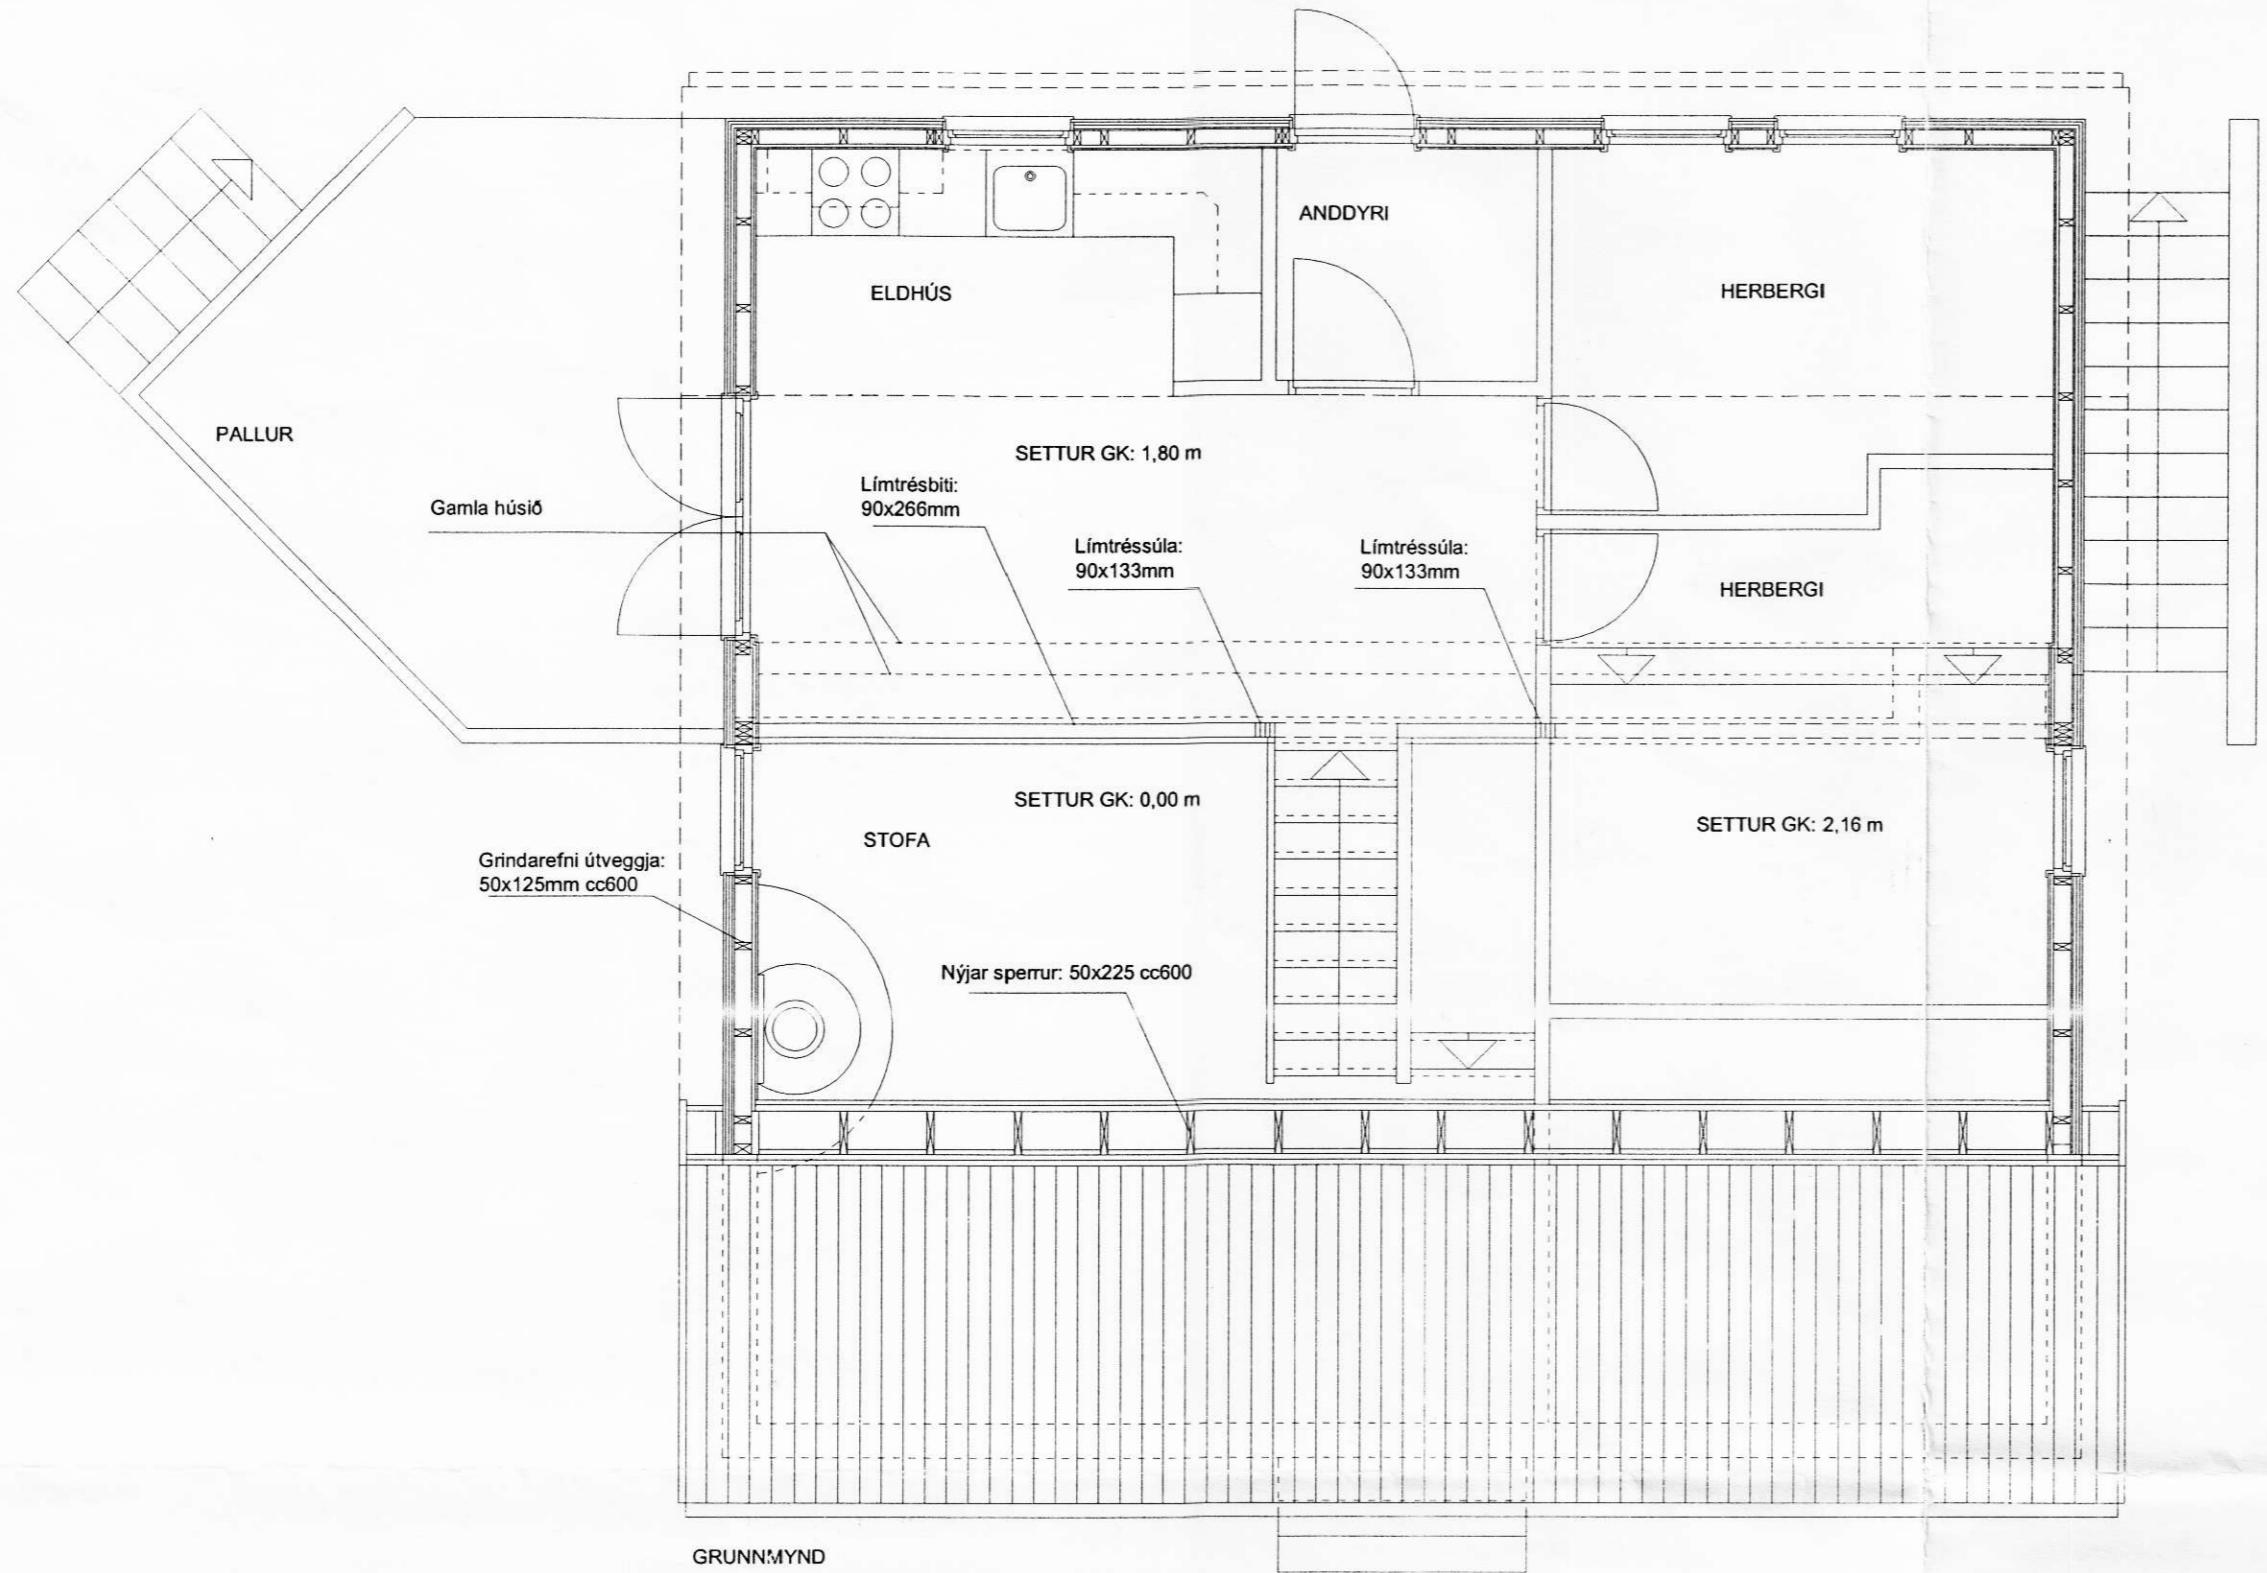 ANDDYRI
ELDHÚS
HERBERGI
PALLUR
SETTUR GK: 1,80 m
Límtrésbiti:
90x266mm
Gamla húsið
Límtréssúla:
90x133mm
Límtréssúla:
90x133mm
HERBERGI
SETTUR GK: 0,00 m
STOFA
SETTUR GK: 2,16 m
Grindarefni útveggja:
50x125mm cc600
Nýjar sperrur: 50x225 cc600
GRUNNMYND